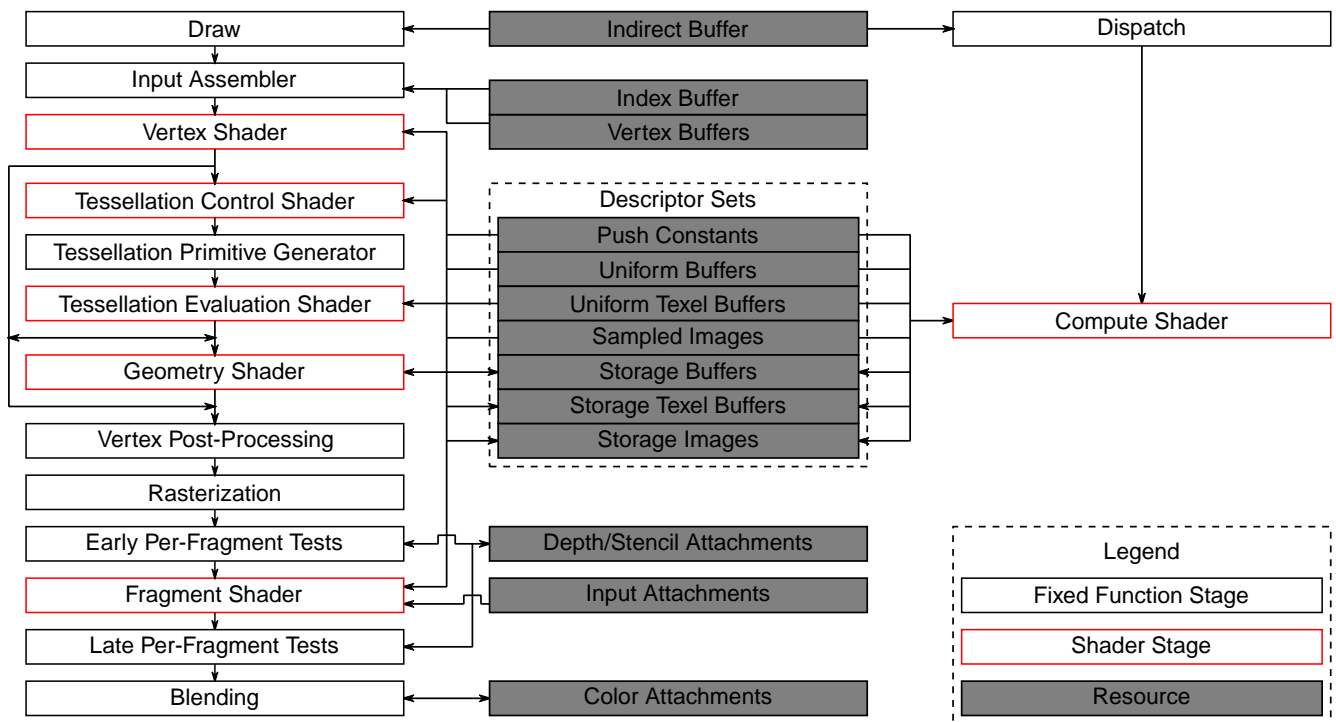 Draw
Indirect Buffer
Dispatch
Input Assembler
Index Buffer
Vertex Shader
Vertex Buffers
Tessellation Control Shader
Descriptor Sets
Push Constants
Tessellation Primitive Generator
Uniform Buffers
Tessellation Evaluation Shader
Uniform Texel Buffers
Compute Shader
Sampled Images
Geometry Shader
Storage Buffers
Storage Texel Buffers
Vertex Post-Processing
Storage Images
Rasterization
Early Per-Fragment Tests
Depth/Stencil Attachments
Legend
Fragment Shader
Input Attachments
Fixed Function Stage
Late Per-Fragment Tests
Shader Stage
Blending
Color Attachments
Resource